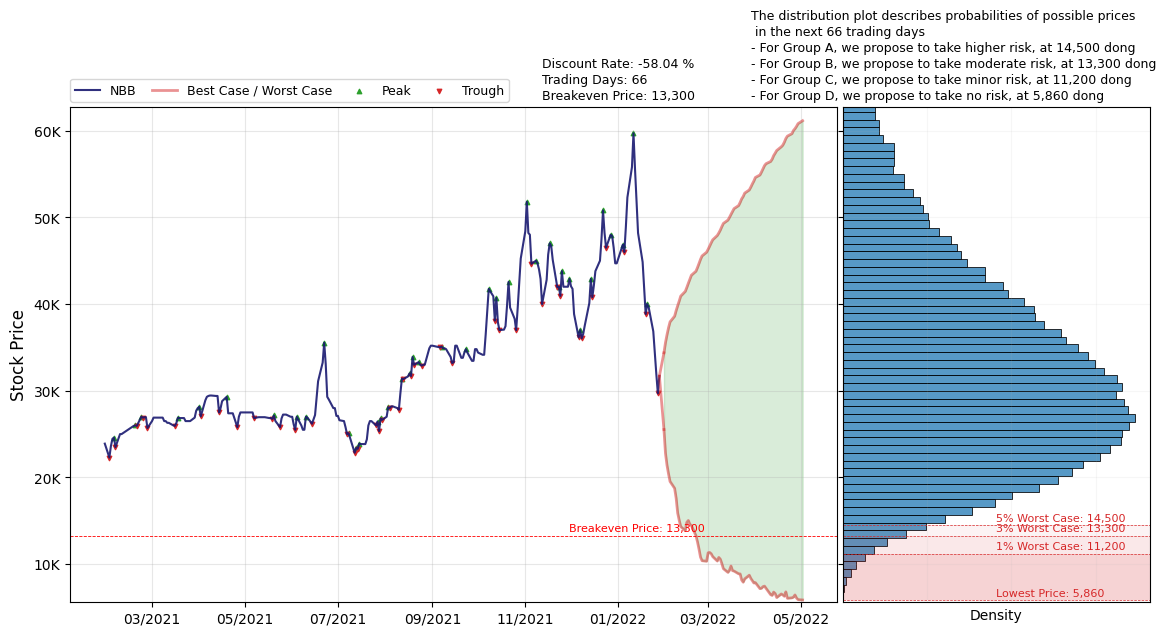 The distribution plot describes probabilities of possible prices
in the next 66 trading days
- For Group A, we propose to take higher risk, at 14,500 dong
- For Group B, we propose to take moderate risk, at 13,300 dong
- For Group C, we propose to take minor risk, at 11,200 dong
- For Group D, we propose to take no risk, at 5,860 dong
Discount Rate: -58.04 %
Trading Days: 66
Breakeven Price: 13,300
NBB
Best Case / Worst Case
Peak
Trough
Stock Price
60K
50K
40K
30K
20K
10K
Breakeven Price: 13,300
5% Worst Case: 14,500
3% Worst Case: 13,300
1% Worst Case: 11,200
Lowest Price: 5,860
03/2021
05/2021
07/2021
09/2021
11/2021
01/2022
03/2022
05/2022
Density